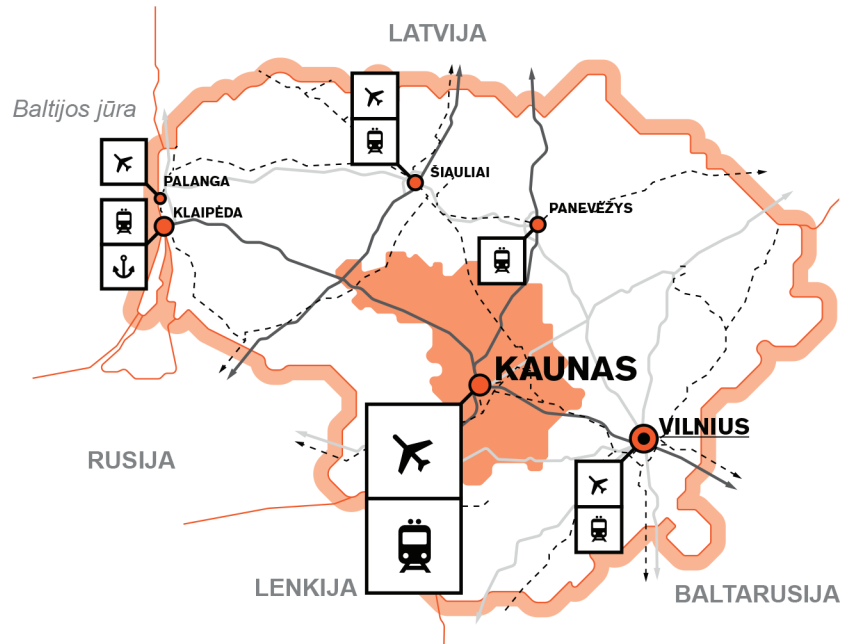 LATVIJA
Baltijos jūra
PALANGA
KLAIPĖDA
ŠIAULIAI
PANEVĖŽYS
KAUNAS
VILNIUS
RUSIJA
LENKIJA
BALTARUSIJA